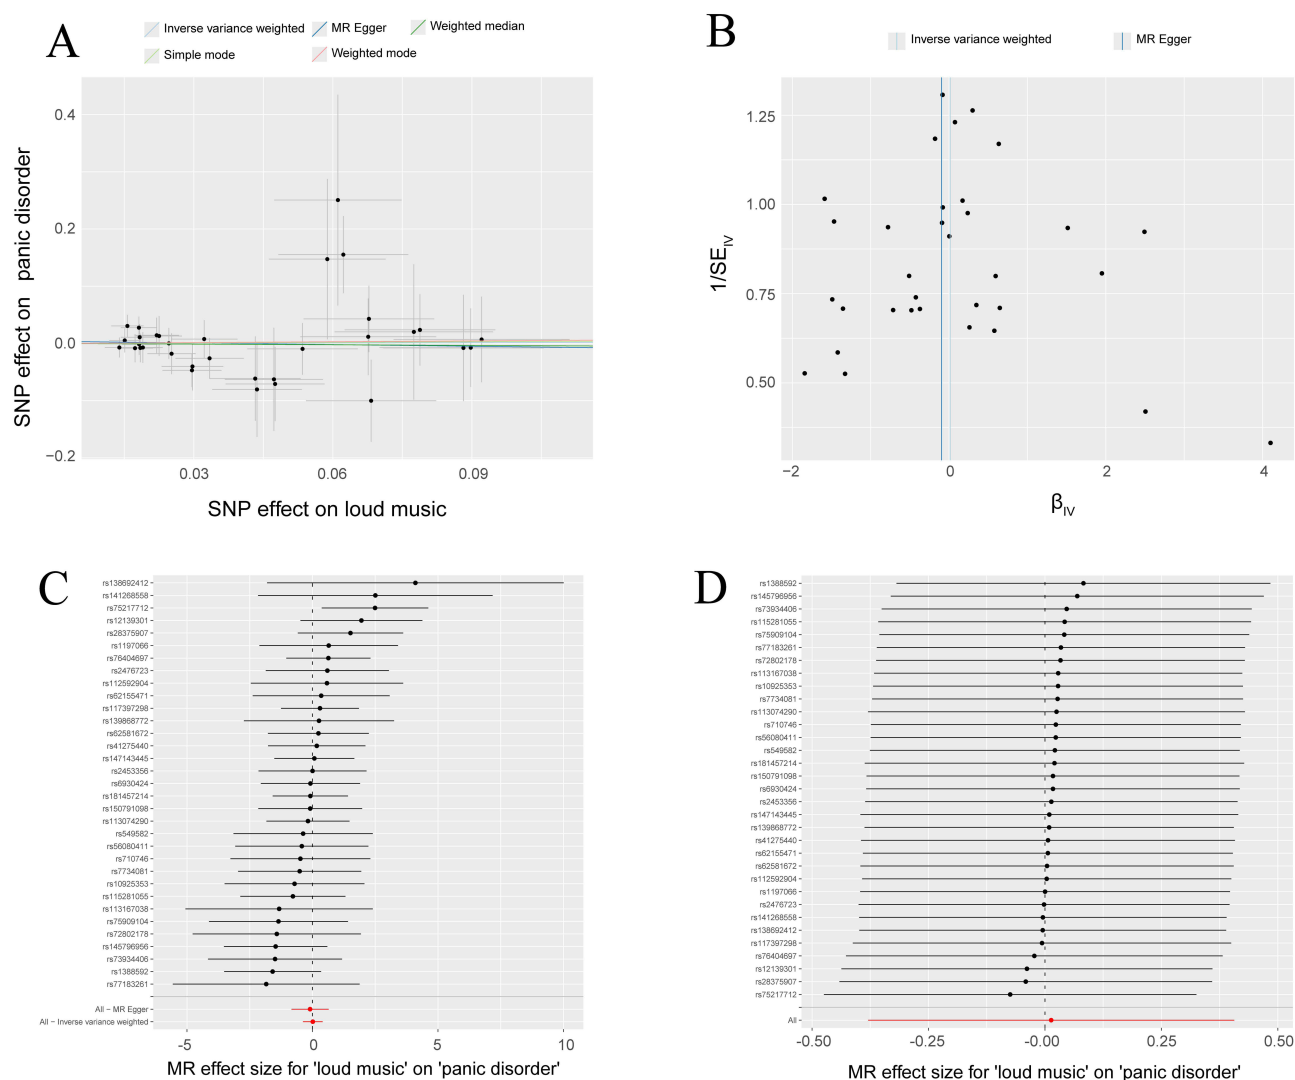 A
Inverse variance weighted
MR Egger
Weighted median
Simple mode
Weighted mode
SNP effect on panic disorder
0.4
0.2
0.0
−0.2
0.03
0.06
0.09
SNP effect on loud music
B
Inverse variance weighted
MR Egger
1/SE_IV
1.25
1.00
0.75
0.50
−2
0
2
4
β_IV
C
rs138692412
rs141268558
rs75217712
rs12139301
rs28375907
rs1197066
rs76404697
rs2476723
rs112592904
rs62155471
rs117397298
rs139868772
rs62581672
rs41275440
rs147143445
rs2453356
rs6930424
rs181457214
rs150791098
rs113074290
rs549582
rs56080411
rs710746
rs7734081
rs10925353
rs115281055
rs113167038
rs75909104
rs72802178
rs145796956
rs73934406
rs1388592
rs77183261
All − MR Egger
All − Inverse variance weighted
-5
0
5
10
MR effect size for 'loud music' on 'panic disorder'
D
rs1388592
rs145796956
rs73934406
rs115281055
rs75909104
rs77183261
rs72802178
rs113167038
rs10925353
rs7734081
rs113074290
rs710746
rs56080411
rs549582
rs181457214
rs150791098
rs6930424
rs2453356
rs147143445
rs139868772
rs41275440
rs62155471
rs62581672
rs112592904
rs1197066
rs2476723
rs141268558
rs138692412
rs117397298
rs76404697
rs12139301
rs28375907
rs75217712
All
-0.50
-0.25
-0.00
0.25
0.50
MR effect size for 'loud music' on 'panic disorder'